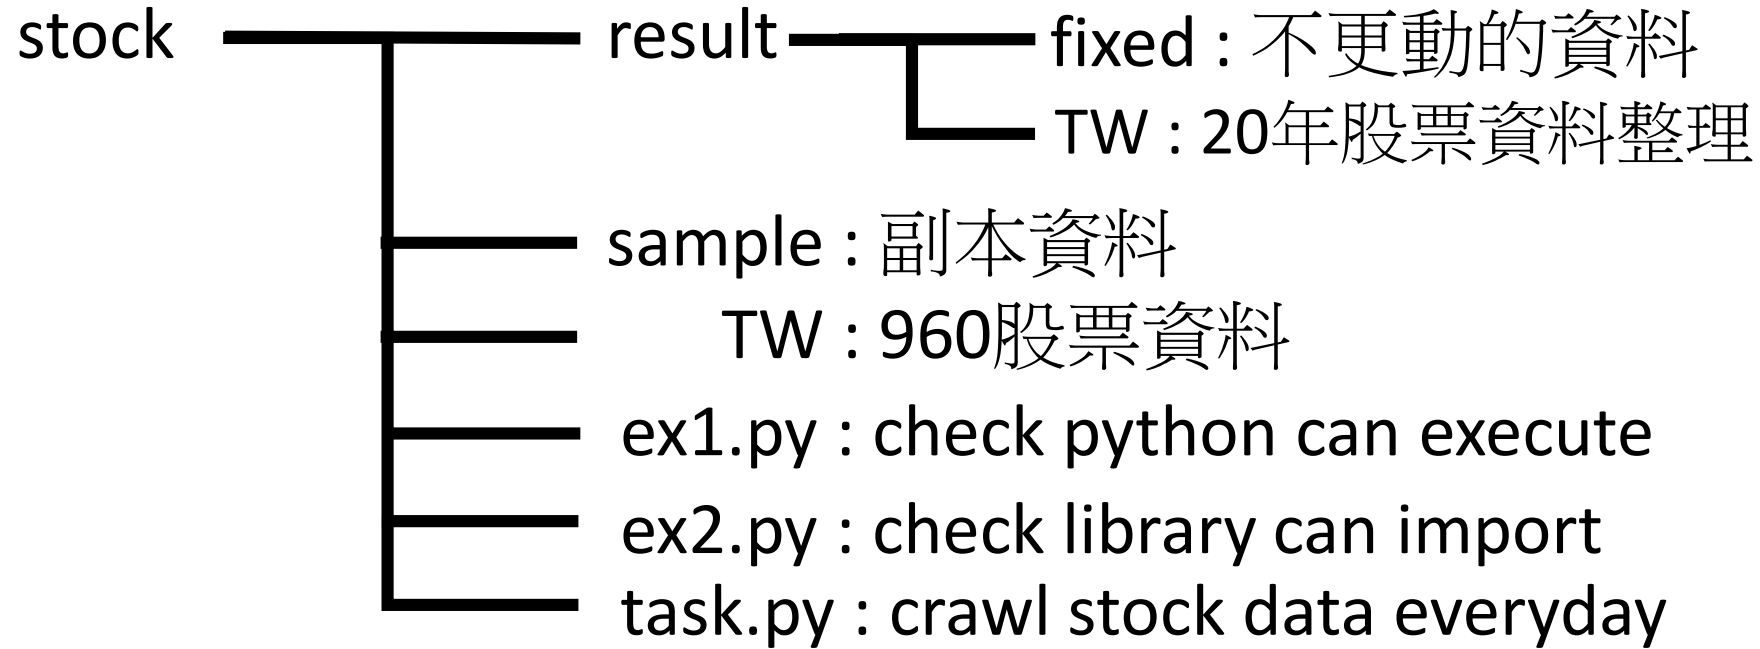 stock
result
fixed : 不更動的資料
TW : 20年股票資料整理
sample : 副本資料
TW : 960股票資料
ex1.py : check python can execute
ex2.py : check library can import
task.py : crawl stock data everyday